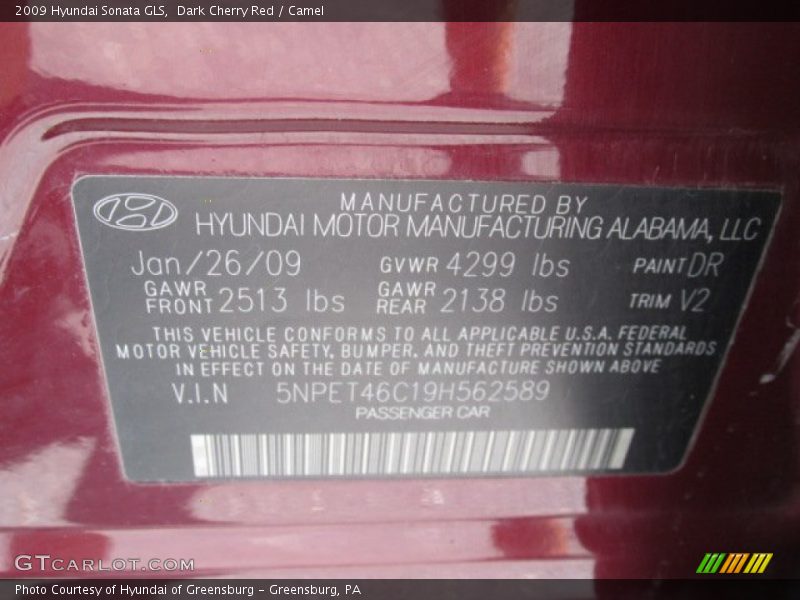 2009 Hyundai Sonata GLS, Dark Cherry Red / Camel
MANUFACTURED BY
HYUNDAI MOTOR MANUFACTURING ALABAMA, LLC
Jan/26/09 GVWR 4299 lbs PAINT DR
GAWR FRONT 2513 lbs GAWR REAR 2138 lbs TRIM V2
THIS VEHICLE CONFORMS TO ALL APPLICABLE U.S.A. FEDERAL
MOTOR VEHICLE SAFETY, BUMPER, AND THEFT PREVENTION STANDARDS
IN EFFECT ON THE DATE OF MANUFACTURE SHOWN ABOVE
V.I.N 5NPET46C19H562589
PASSENGER CAR
GTCARLOT.COM
Photo Courtesy of Hyundai of Greensburg - Greensburg, PA